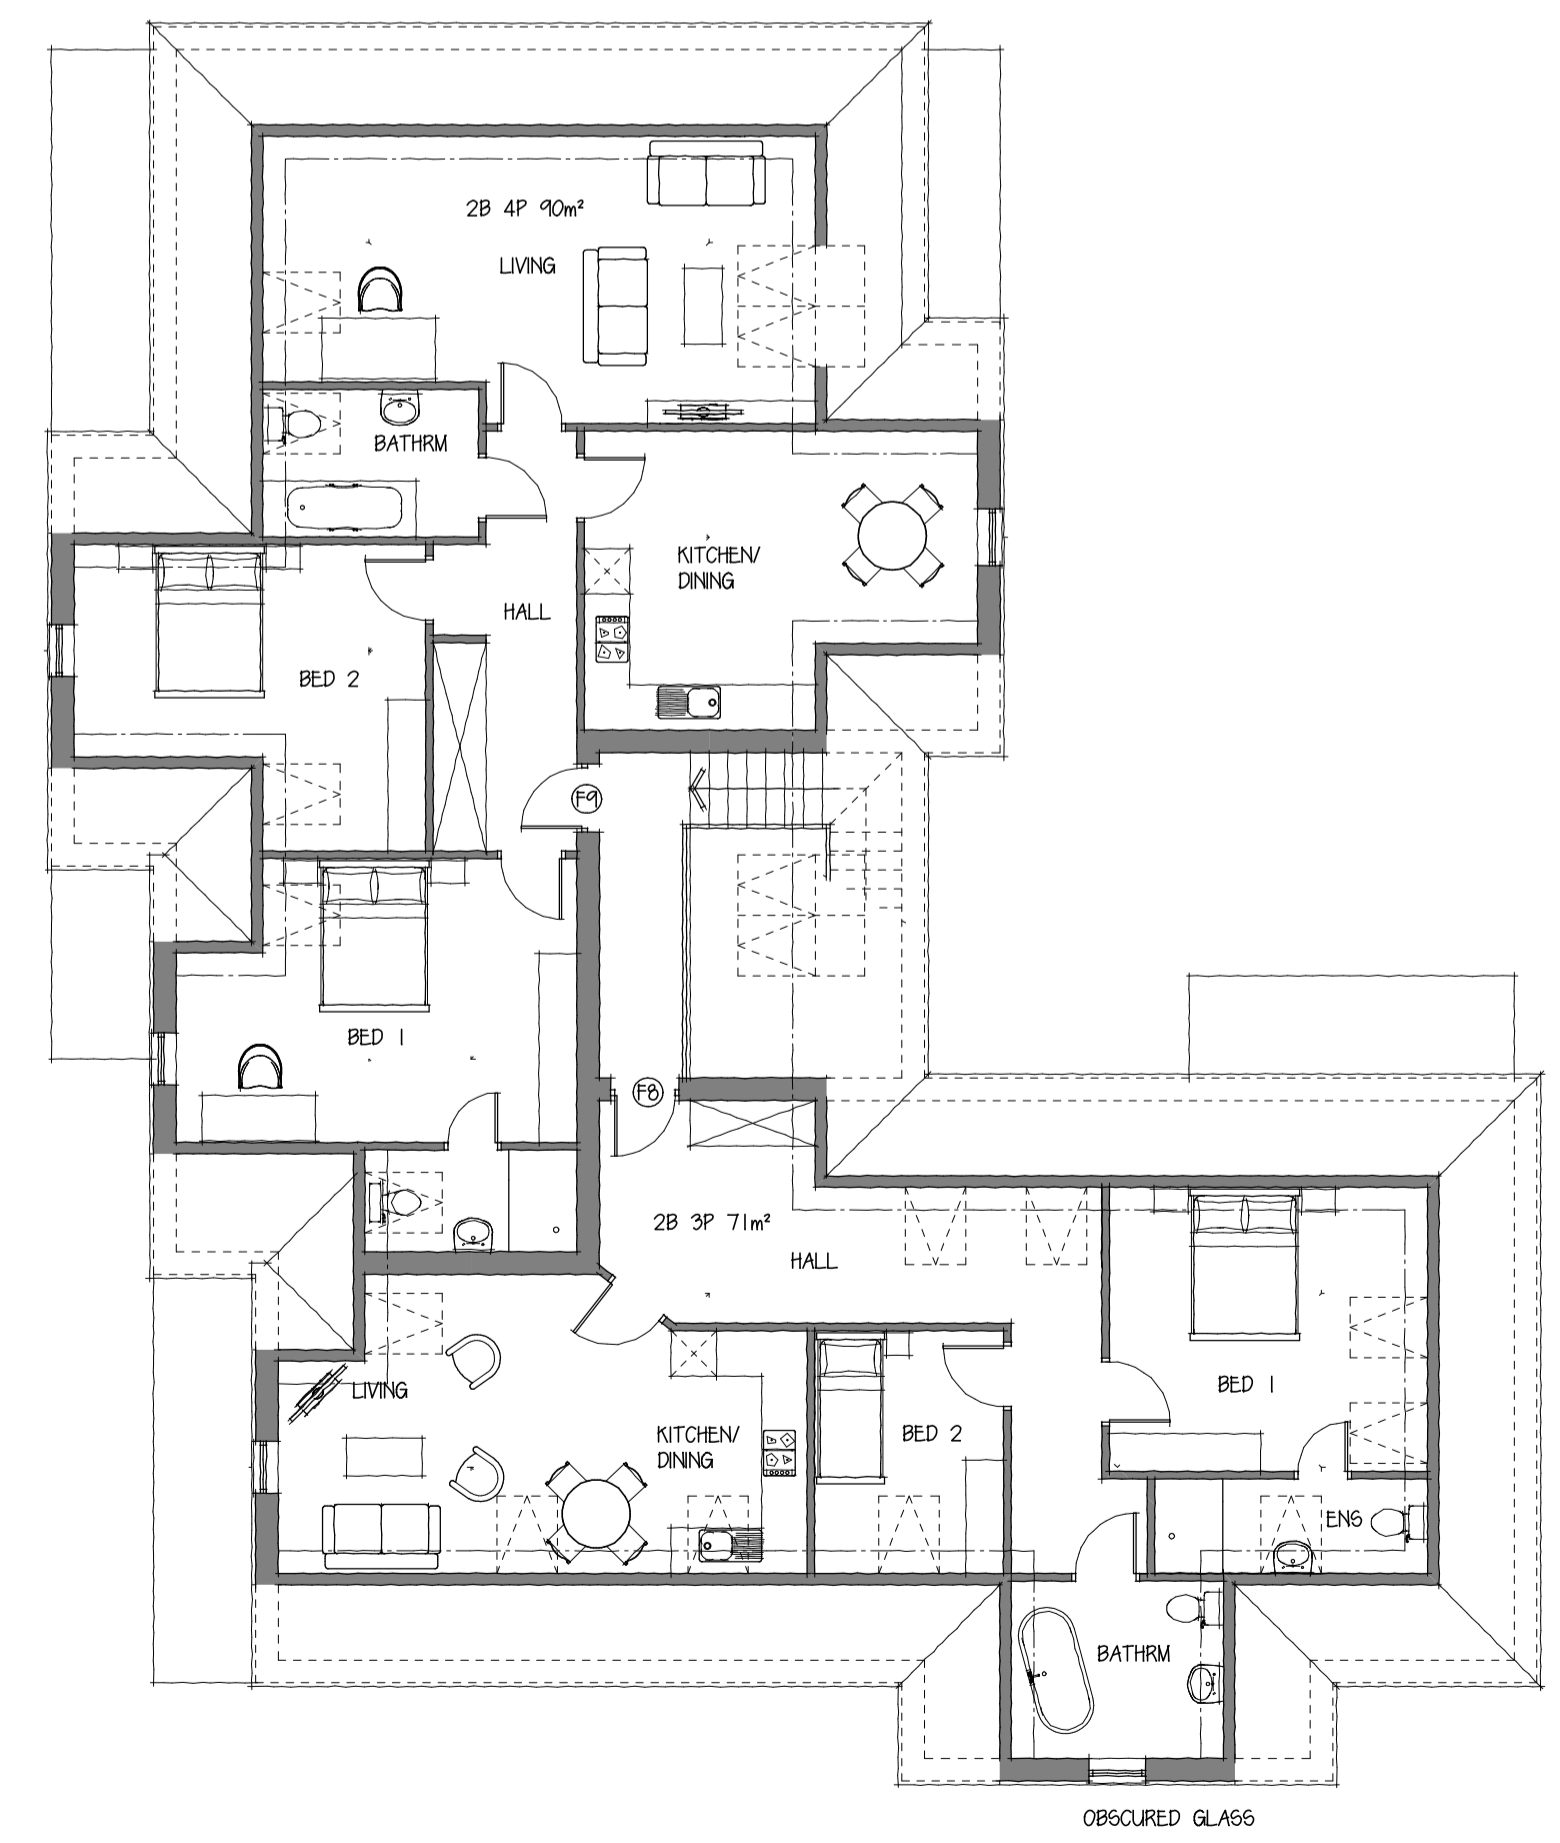 2B 4P 90m²
LIVING
BATHRM
KITCHEN/
DINING
HALL
BED 2
F9
BED 1
F8
2B 3P 71m²
HALL
LIVING
KITCHEN/
DINING
BED 2
BED 1
ENS
BATHRM
OBSCURED GLASS